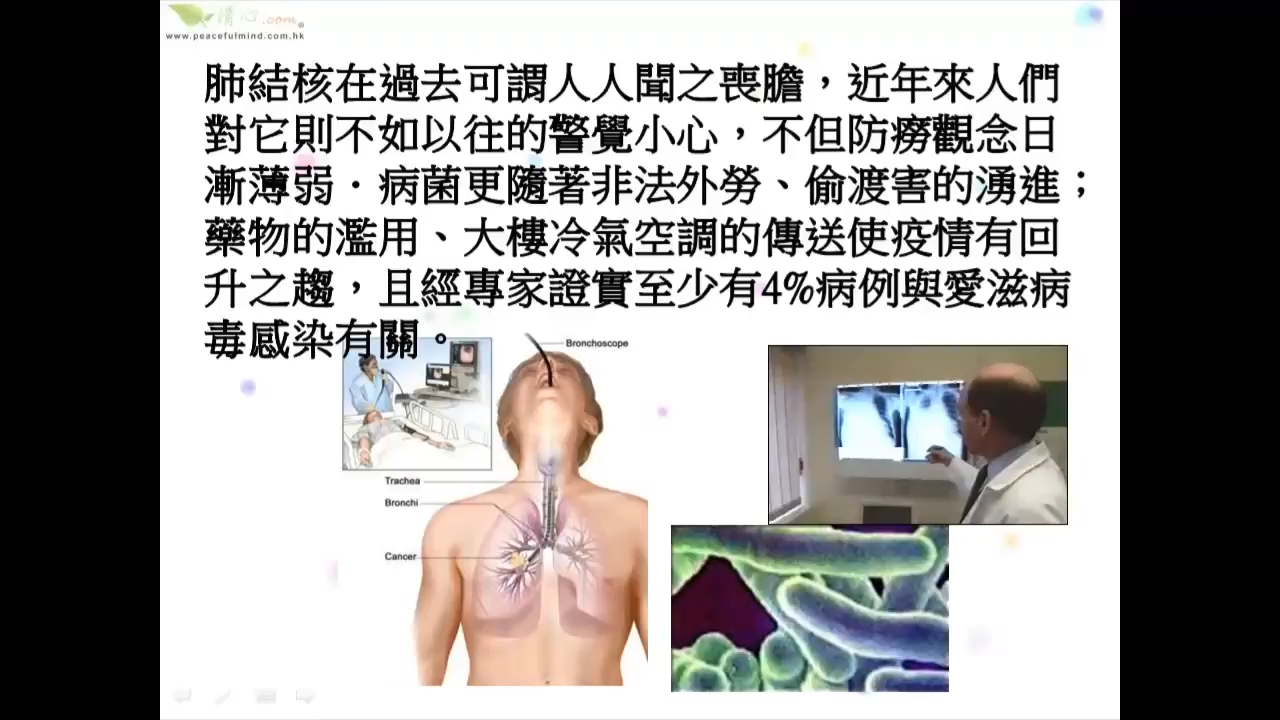 清心.com
www.peacefulmind.com.hk
肺結核在過去可謂人人聞之喪膽，近年來人們
對它則不如以往的警覺小心，不但防癆觀念日
漸薄弱．病菌更隨著非法外勞、偷渡害的湧進；
藥物的濫用、大樓冷氣空調的傳送使疫情有回
升之趨，且經專家證實至少有4%病例與愛滋病
毒感染有關。
Bronchoscope
Trachea
Bronchi
Cancer